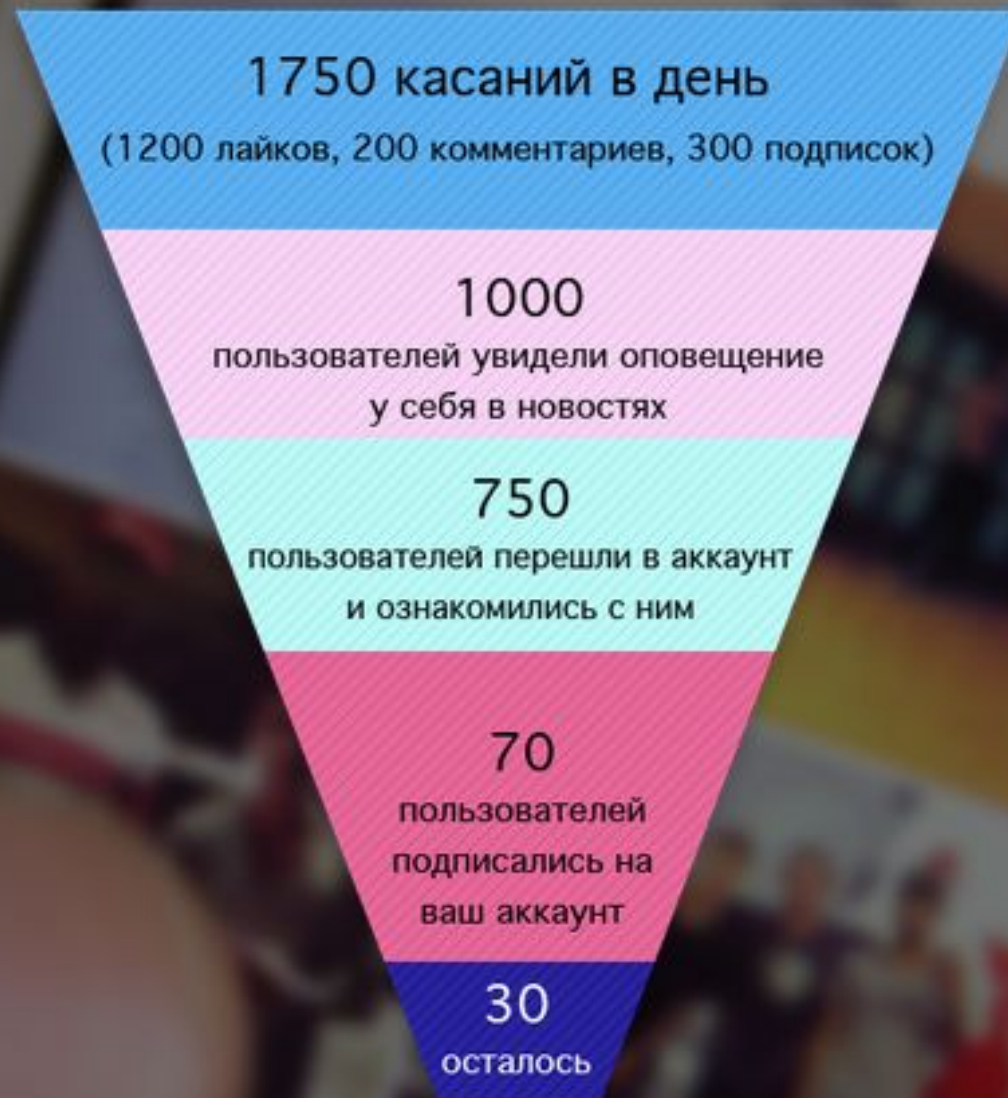 1750 касаний в день
(1200 лайков, 200 комментариев, 300 подписок)
1000
пользователей увидели оповещение
у себя в новостях
750
пользователей перешли в аккаунт
и ознакомились с ним
70
пользователей
подписались на
ваш аккаунт
30
осталось